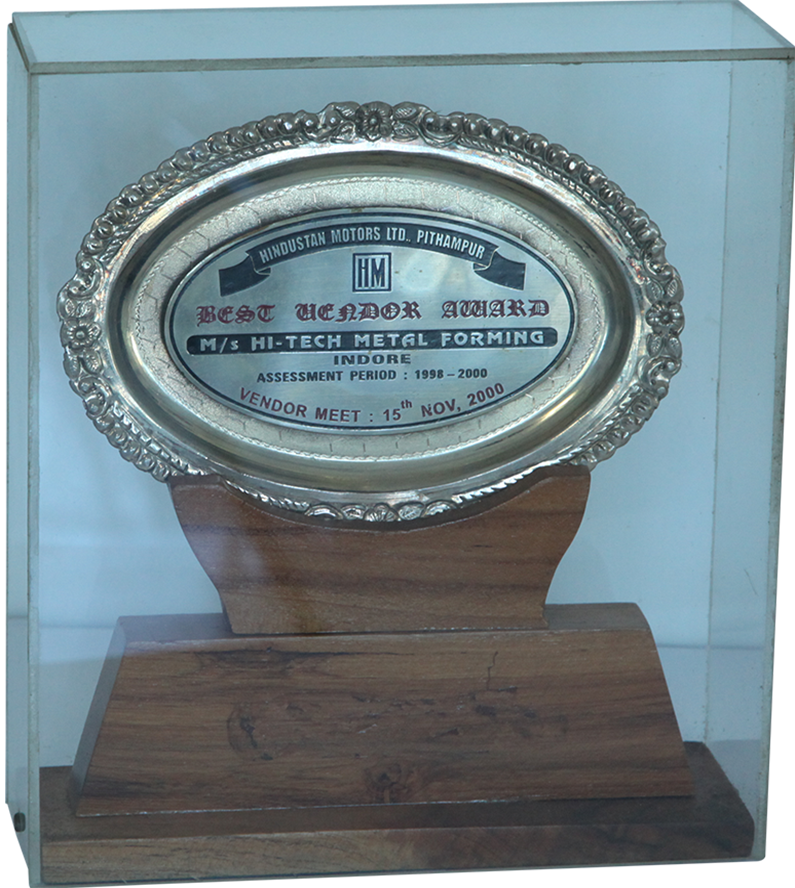 HINDUSTAN MOTORS LTD., PITHAMPUR
HM
BEST VENDOR AWARD
M/s HI-TECH METAL FORMING
INDORE
ASSESSMENT PERIOD : 1998 – 2000
VENDOR MEET : 15th NOV, 2000